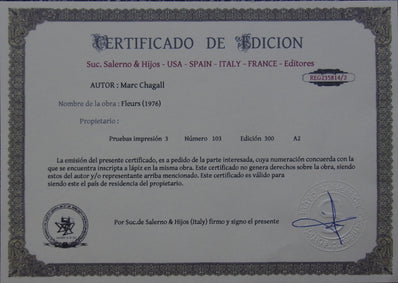 CERTIFICADO DE EDICION
Suc. Salerno & Hijos - USA - SPAIN - ITALY - FRANCE - Editores
REG235814/2
AUTOR : Marc Chagall
Nombre de la obra : Fleurs (1976)
Propietario :
Pruebas impresión 3 Número 103 Edición 300 A2
La emisión del presente certificado, es a pedido de la parte interesada, cuya numeración concuerda con la
que se encuentra inscripta a lápiz en la misma obra. Este certificado no genera derechos sobre la obra, siendo
estos del autor y/o representante arriba mencionado. Este certificado es válido para
siendo este el país de residencia del propietario.
Por Suc.de Salerno & Hijos (Italy) firmo y signo el presente